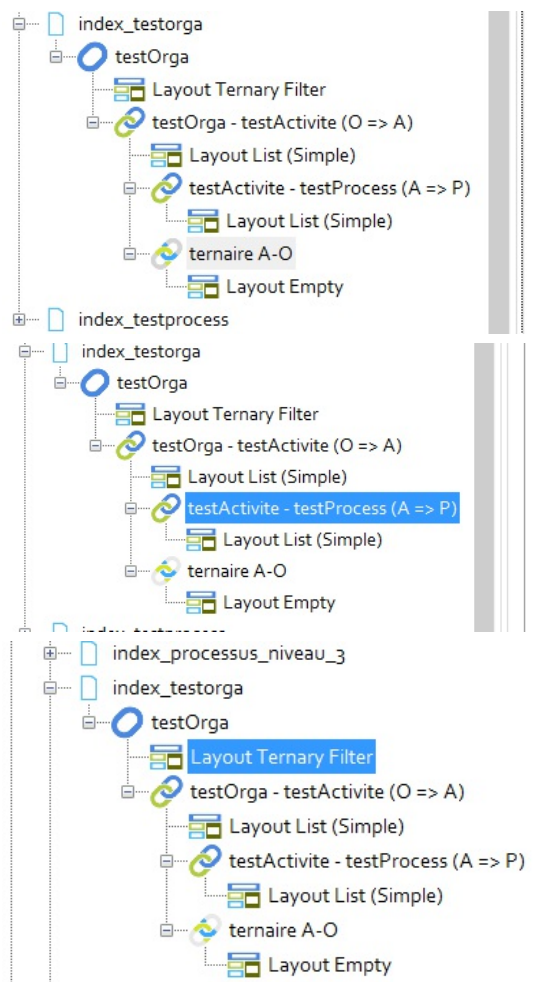 index_testorga
testOrga
Layout Ternary Filter
testOrga - testActivite (O => A)
Layout List (Simple)
testActivite - testProcess (A => P)
Layout List (Simple)
ternaire A-O
Layout Empty
index_testprocess
index_testorga
testOrga
Layout Ternary Filter
testOrga - testActivite (O => A)
Layout List (Simple)
testActivite - testProcess (A => P)
Layout List (Simple)
ternaire A-O
Layout Empty
index_testprocess
index_processus_niveau_3
index_testorga
testOrga
Layout Ternary Filter
testOrga - testActivite (O => A)
Layout List (Simple)
testActivite - testProcess (A => P)
Layout List (Simple)
ternaire A-O
Layout Empty